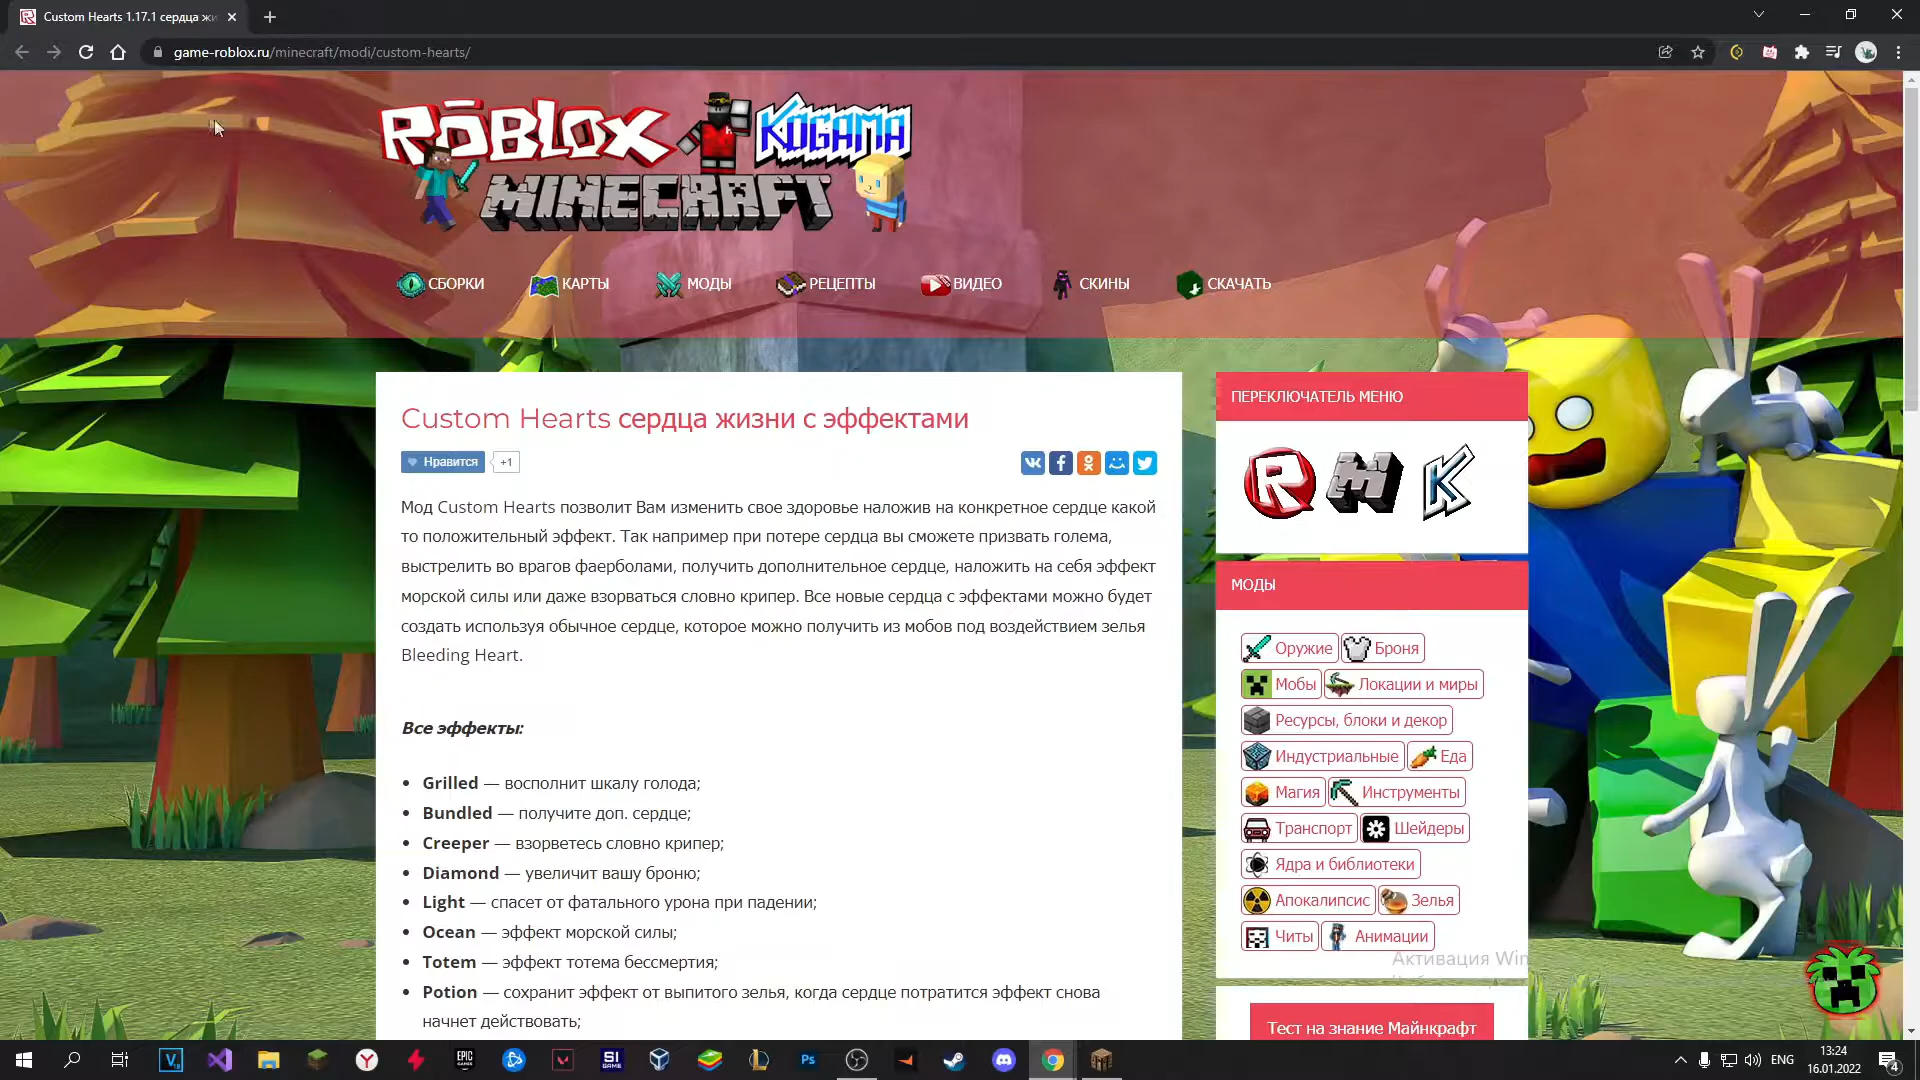 Custom Hearts 1.17.1 сердца жи
game-roblox.ru/minecraft/modi/custom-hearts/
ROBLOX
KOGAMA
MINECRAFT
СБОРКИ
КАРТЫ
МОДЫ
РЕЦЕПТЫ
ВИДЕО
СКИНЫ
СКАЧАТЬ
Custom Hearts сердца жизни с эффектами
Нравится
+1
Мод Custom Hearts позволит Вам изменить свое здоровье наложив на конкретное сердце какой
то положительный эффект. Так например при потере сердца вы сможете призвать голема,
выстрелить во врагов фаерболами, получить дополнительное сердце, наложить на себя эффект
морской силы или даже взорваться словно крипер. Все новые сердца с эффектами можно будет
создать используя обычное сердце, которое можно получить из мобов под воздействием зелья
Bleeding Heart.
Все эффекты:
Grilled — восполнит шкалу голода;
Bundled — получите доп. сердце;
Creeper — взорветесь словно крипер;
Diamond — увеличит вашу броню;
Light — спасет от фатального урона при падении;
Ocean — эффект морской силы;
Totem — эффект тотема бессмертия;
Potion — сохранит эффект от выпитого зелья, когда сердце потратится эффект снова
начнет действовать;
ПЕРЕКЛЮЧАТЕЛЬ МЕНЮ
R M K
МОДЫ
Оружие
Броня
Мобы
Локации и миры
Ресурсы, блоки и декор
Индустриальные
Еда
Магия
Инструменты
Транспорт
Шейдеры
Ядра и библиотеки
Апокалипсис
Зелья
Читы
Анимации
Активация Win
Тест на знание Майнкрафт
EPIC GAMES
SI GAME
Ps
ENG
13:24
16.01.2022
4